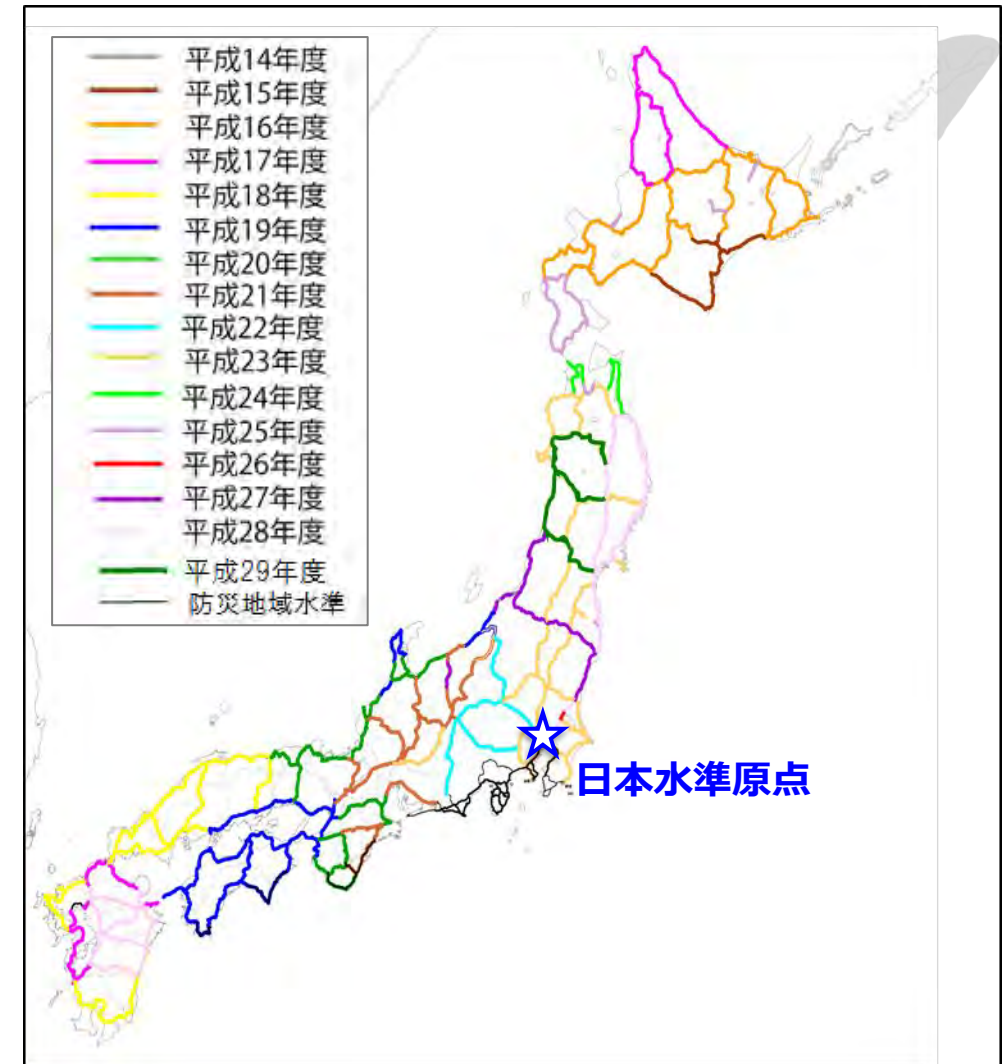 平成14年度
平成15年度
平成16年度
平成17年度
平成18年度
平成19年度
平成20年度
平成21年度
平成22年度
平成23年度
平成24年度
平成25年度
平成26年度
平成27年度
平成28年度
平成29年度
防災地域水準
日本水準原点